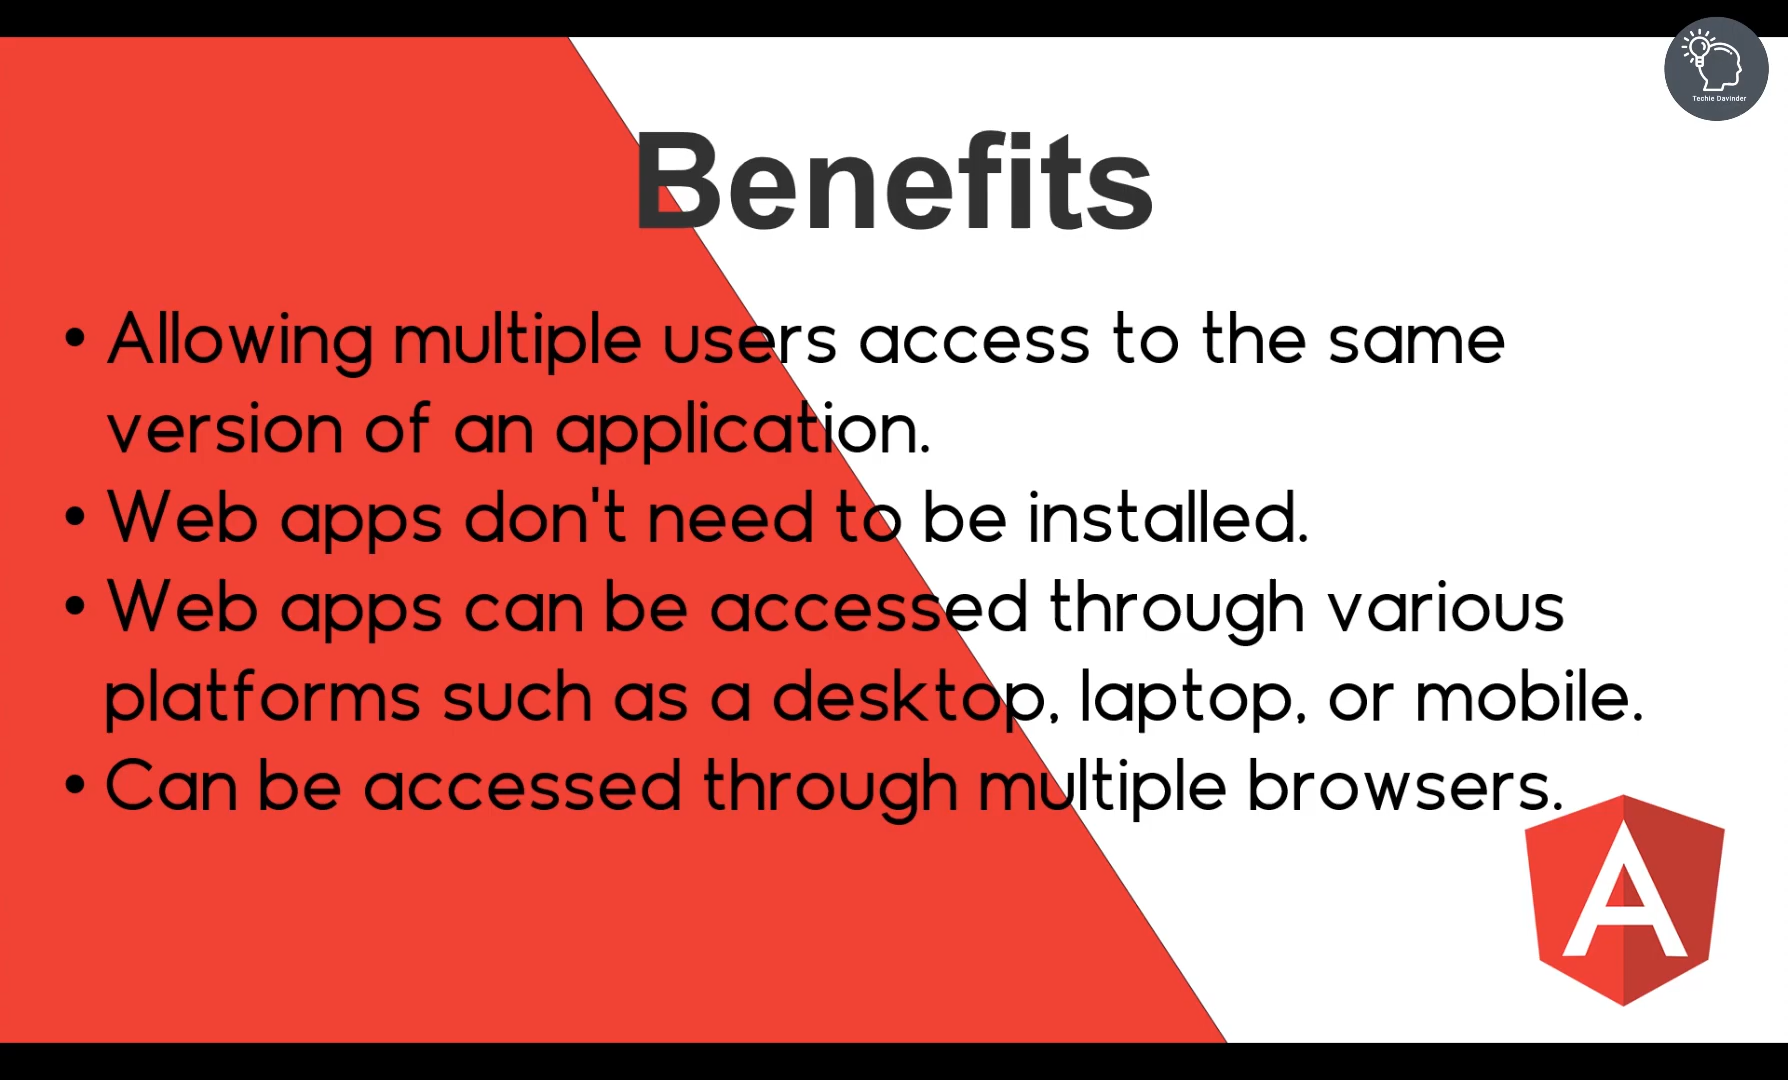 Techie Davinder
Benefits
• Allowing multiple users access to the same
version of an application.
• Web apps don't need to be installed.
• Web apps can be accessed through various
platforms such as a desktop, laptop, or mobile.
• Can be accessed through multiple browsers.
A